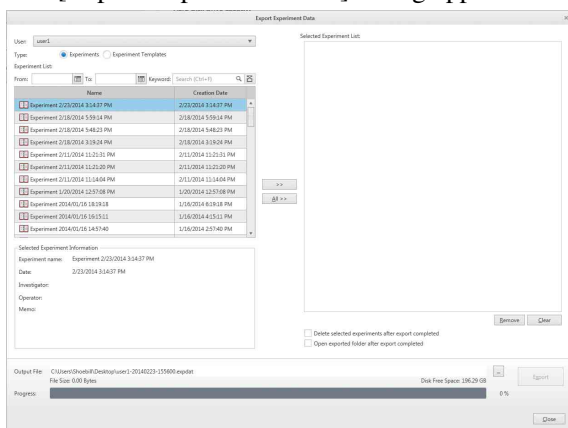 Export Experiment Data
User: user1
Type: Experiments Experiment Templates
Experiment List:
From: To: Keyword: Search (Ctrl+F)
Name Creation Date
Experiment 2/23/2014 3:14:37 PM 2/23/2014 3:14:37 PM
Experiment 2/18/2014 5:59:14 PM 2/18/2014 5:59:14 PM
Experiment 2/18/2014 5:48:23 PM 2/18/2014 5:48:23 PM
Experiment 2/18/2014 3:19:24 PM 2/18/2014 3:19:24 PM
Experiment 2/11/2014 11:21:31 PM 2/11/2014 11:21:31 PM
Experiment 2/11/2014 11:21:20 PM 2/11/2014 11:21:20 PM
Experiment 2/11/2014 11:14:04 PM 2/11/2014 11:14:04 PM
Experiment 1/20/2014 12:57:08 PM 1/20/2014 12:57:08 PM
Experiment 2014/01/16 18:19:18 1/16/2014 6:19:18 PM
Experiment 2014/01/16 16:15:11 1/16/2014 4:15:11 PM
Experiment 2014/01/16 14:57:40 1/16/2014 2:57:40 PM
Selected Experiment Information
Experiment name: Experiment 2/23/2014 3:14:37 PM
Date: 2/23/2014 3:14:37 PM
Investigator:
Operator:
Memo:
>>
All >>
Selected Experiment List:
Remove Clear
Delete selected experiments after export completed
Open exported folder after export completed
Output File: C:\Users\Shoebill\Desktop\user1-20140223-155600.expdat ... Export
File Size: 0.00 Bytes Disk Free Space: 196.29 GB
Progress: 0 %
Close